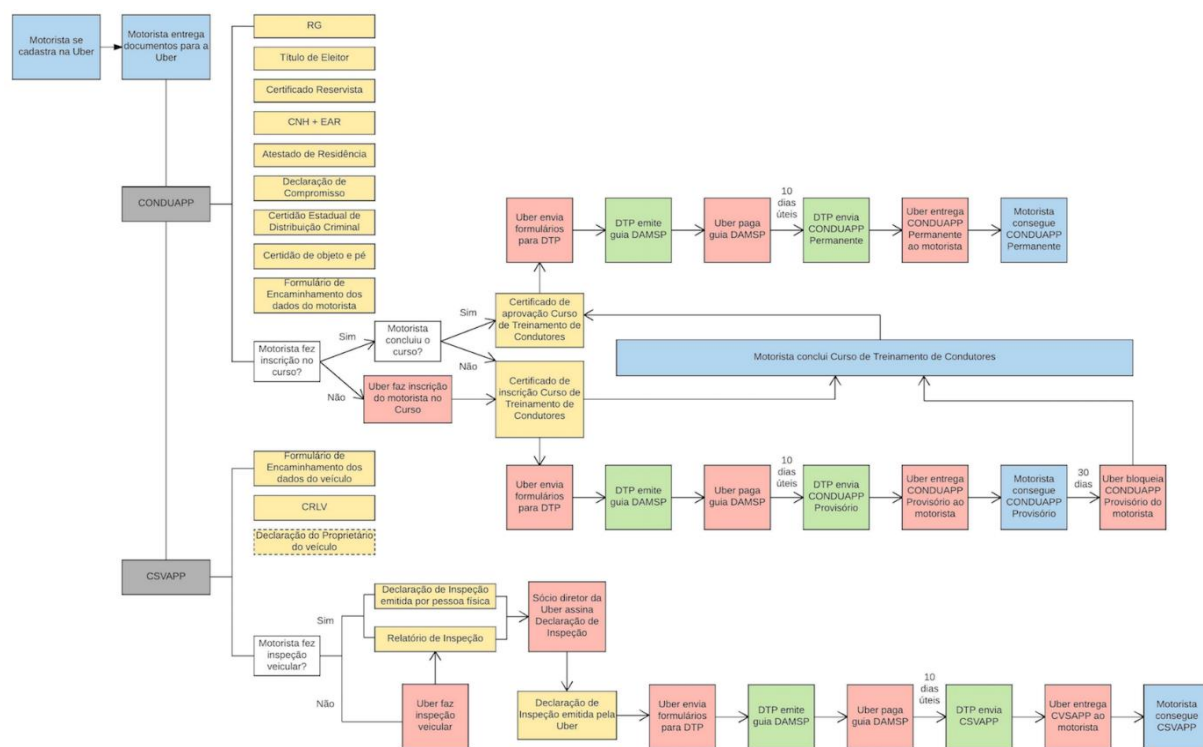 Motorista se
cadastra na Uber
Motorista entrega
documentos para a
Uber
RG
Título de Eleitor
Certificado Reservista
CNH + EAR
Atestado de Residência
CONDUAPP
Declaração de
Compromisso
Certidão Estadual de
Distribuição Criminal
Certidão de objeto e pé
Formulário de
Encaminhamento dos
dados do motorista
Motorista fez
inscrição no
curso?
Sim
Não
Motorista
concluiu o
curso?
Uber faz inscrição
do motorista no
Curso
Sim
Não
Certificado de
aprovação Curso
de Treinamento de
Condutores
Certificado de
inscrição Curso de
Treinamento de
Condutores
Uber envia
formulários
para DTP
DTP emite
guia DAMSP
Uber paga
guia DAMSP
10
dias
úteis
DTP envia
CONDUAPP
Permanente
Uber entrega
CONDUAPP
Permanente
ao motorista
Motorista
consegue
CONDUAPP
Permanente
Motorista conclui Curso de Treinamento de Condutores
Uber envia
formulários
para DTP
DTP emite
guia DAMSP
Uber paga
guia DAMSP
10
dias
úteis
DTP envia
CONDUAPP
Provisório
Uber entrega
CONDUAPP
Provisório ao
motorista
Motorista
consegue
CONDUAPP
Provisório
30
dias
Uber bloqueia
CONDUAPP
Provisório do
motorista
Formulário de
Encaminhamento dos
dados do veículo
CRLV
Declaração do Proprietário
do veículo
CSVAPP
Motorista fez
inspeção
veicular?
Sim
Não
Declaração de Inspeção
emitida por pessoa física
Relatório de Inspeção
Uber faz
inspeção
veicular
Sócio diretor da
Uber assina
Declaração de
Inspeção
Declaração de
Inspeção emitida pela
Uber
Uber envia
formulários
para DTP
DTP emite
guia DAMSP
Uber paga
guia DAMSP
10
dias
úteis
DTP envia
CSVAPP
Uber entrega
CVSAPP ao
motorista
Motorista
consegue
CSVAPP